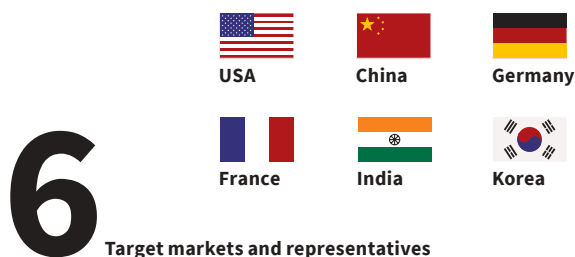 USA China Germany
France India Korea
6 Target markets and representatives